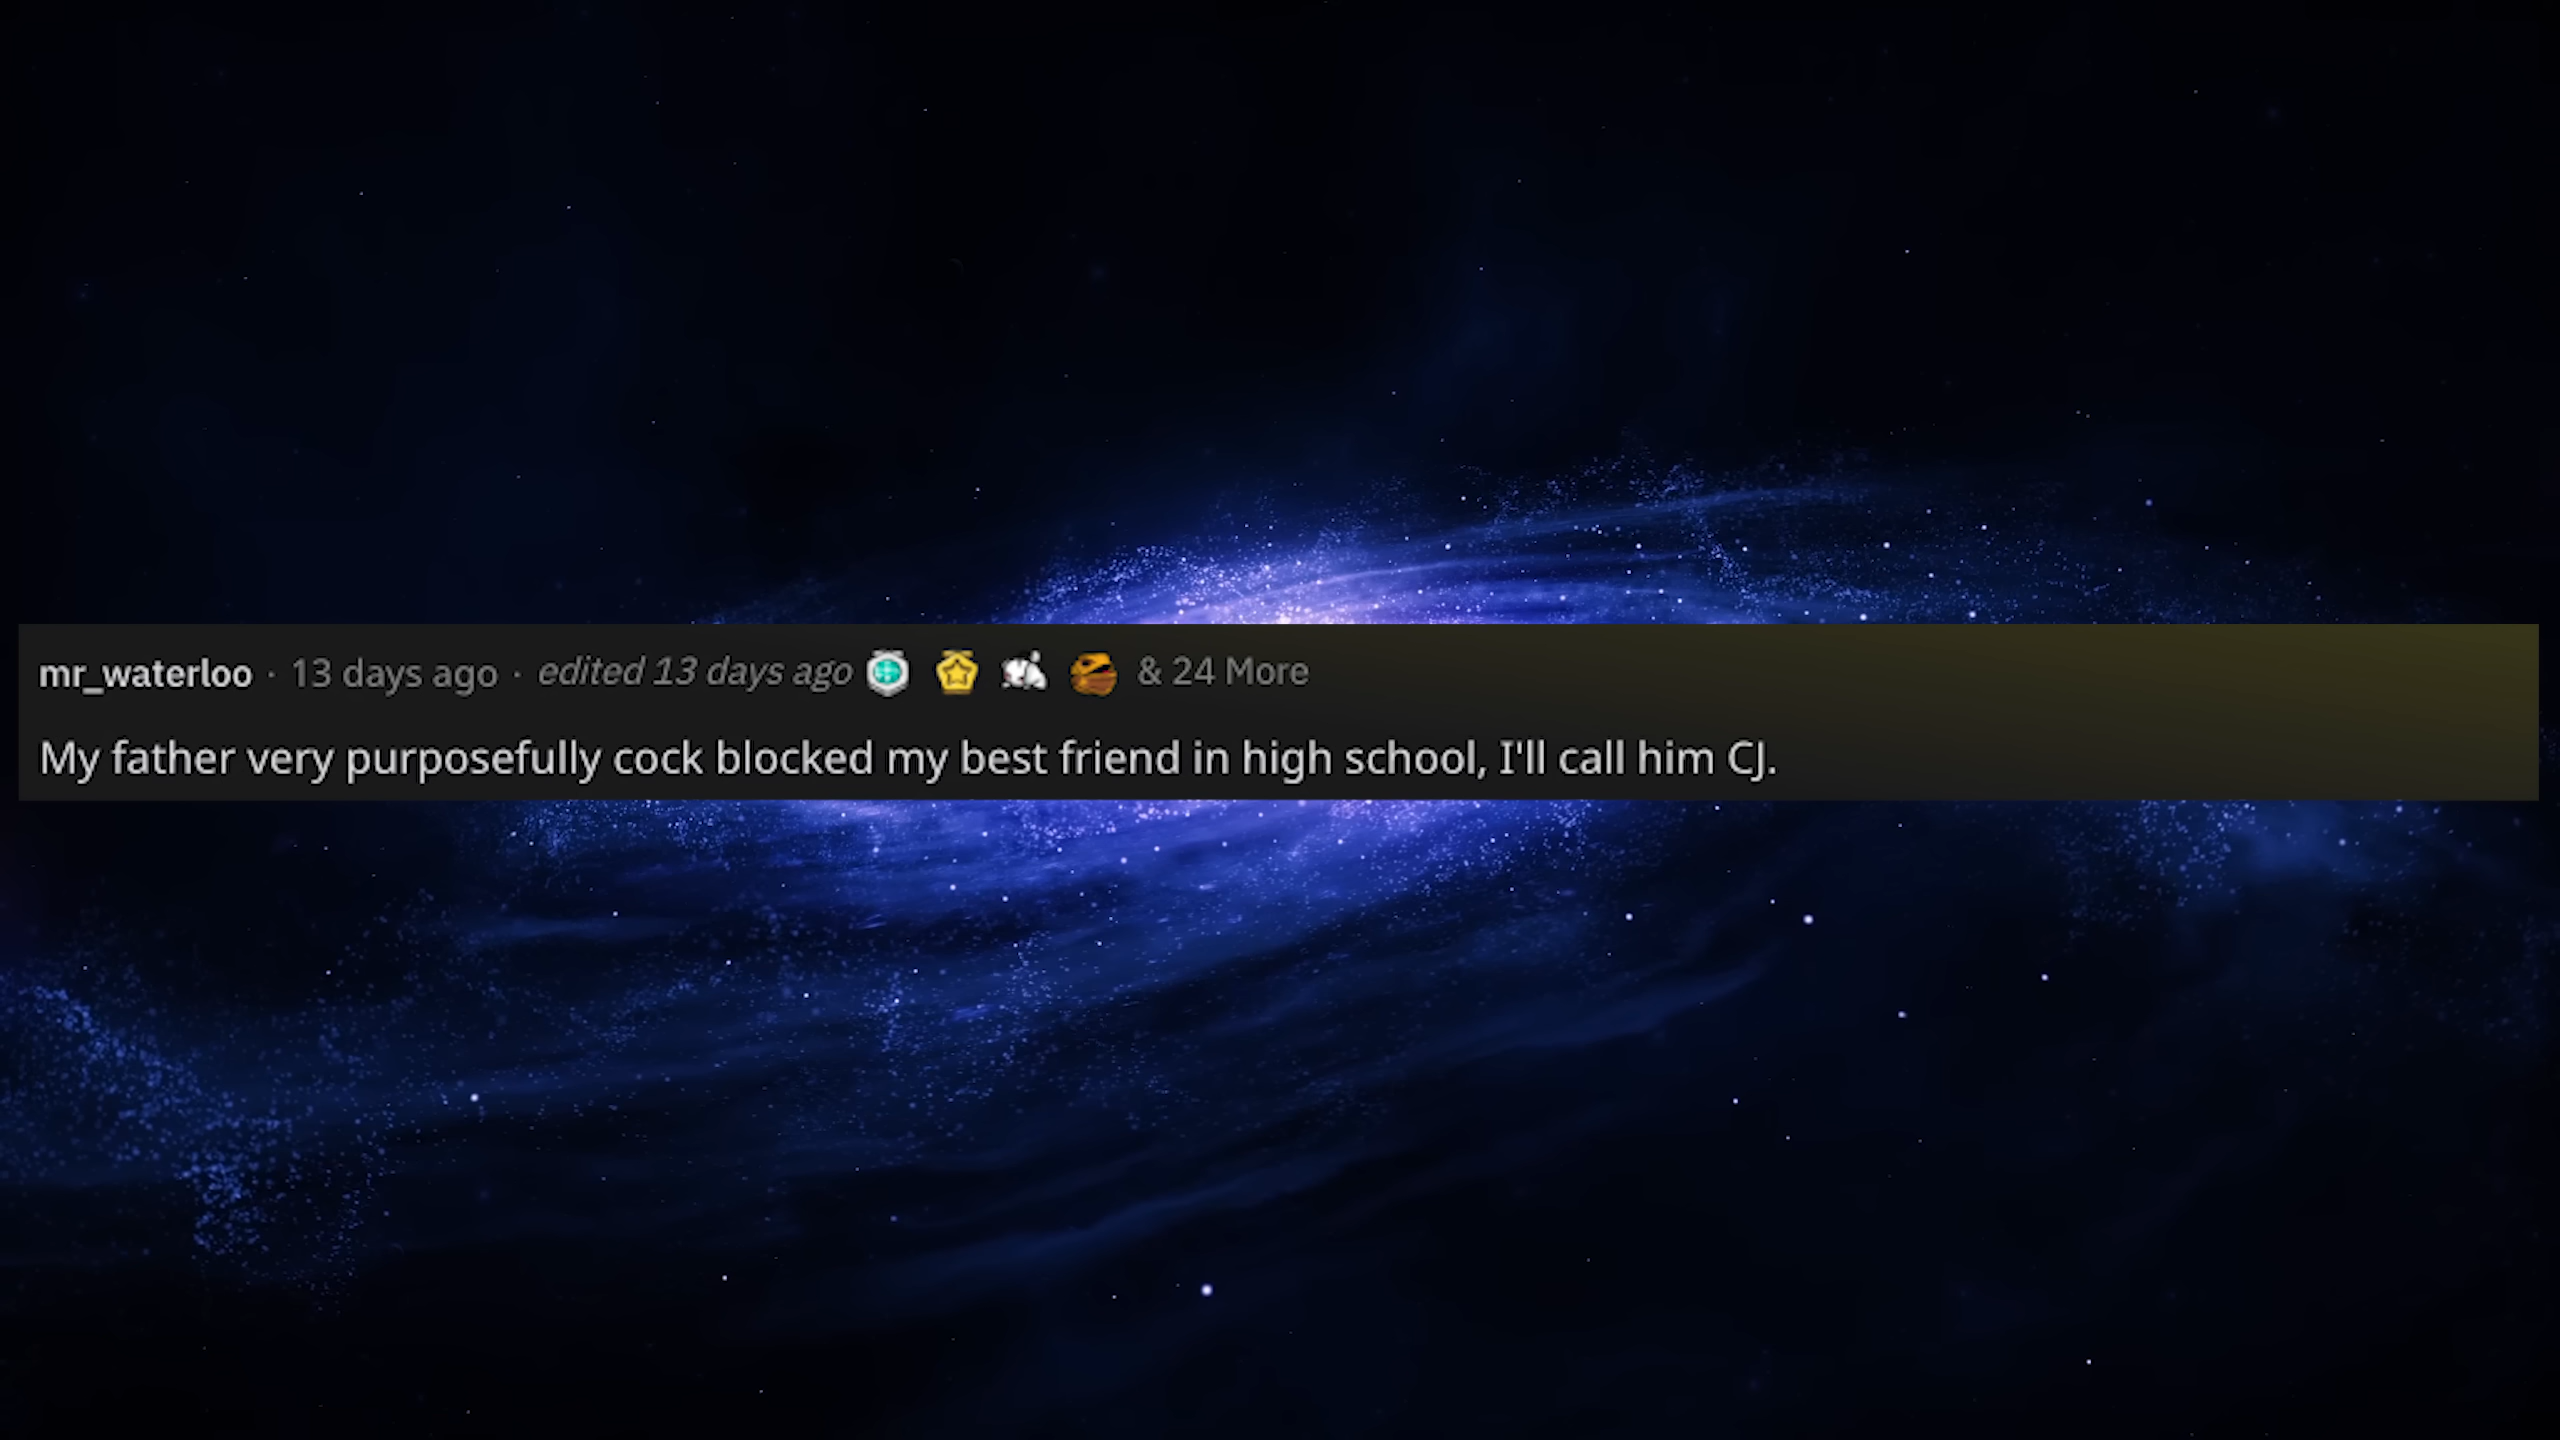 mr_waterloo · 13 days ago · edited 13 days ago & 24 More
My father very purposefully cock blocked my best friend in high school, I'll call him CJ.